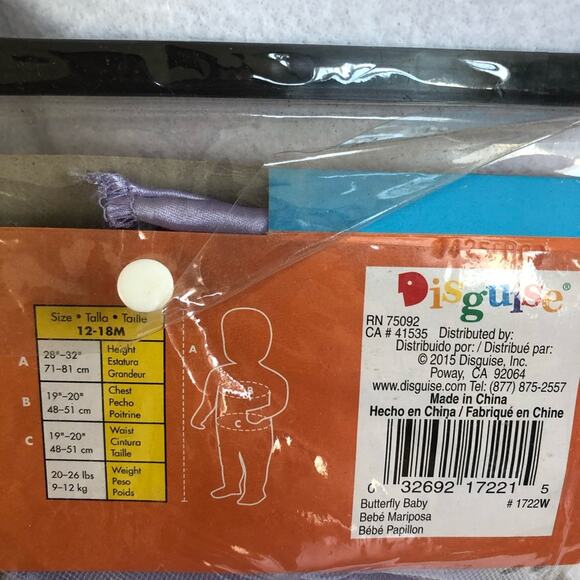 Size • Talla • Taille
12-18M
A
28"-32"
71-81 cm
Height
Estatura
Grandeur
B
19"-20"
48-51 cm
Chest
Pecho
Poitrine
C
19"-20"
48-51 cm
Waist
Cintura
Taille
20-26 lbs
9-12 kg
Weight
Peso
Poids
A
B
C
Disguise®
RN 75092
CA # 41535 Distributed by:
Distribuido por: / Distribué par:
© 2015 Disguise, Inc.
Poway, CA 92064
www.disguise.com Tel: (877) 875-2557
Made in China
Hecho en China / Fabriqué en Chine
0 32692 17221 5
Butterfly Baby # 1722W
Bebé Mariposa
Bébé Papillon